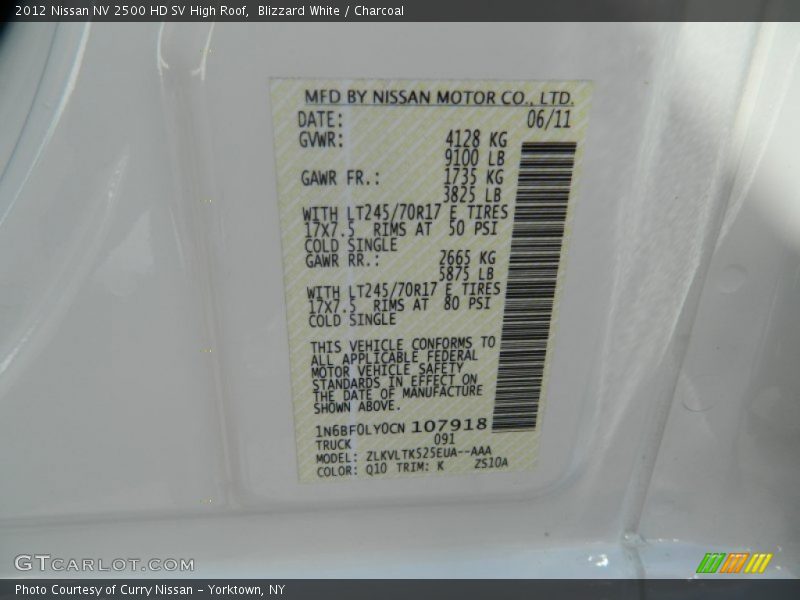 2012 Nissan NV 2500 HD SV High Roof,  Blizzard White / Charcoal
MFD BY NISSAN MOTOR CO., LTD.
DATE: 06/11
GVWR: 4128 KG
9100 LB
GAWR FR.: 1735 KG
3825 LB
WITH LT245/70R17 E TIRES
17X7.5 RIMS AT 50 PSI
COLD SINGLE
GAWR RR.: 2665 KG
5875 LB
WITH LT245/70R17 E TIRES
17X7.5 RIMS AT 80 PSI
COLD SINGLE
THIS VEHICLE CONFORMS TO
ALL APPLICABLE FEDERAL
MOTOR VEHICLE SAFETY
STANDARDS IN EFFECT ON
THE DATE OF MANUFACTURE
SHOWN ABOVE.
1N6BF0LY0CN 107918
TRUCK 091
MODEL: ZLKVLTK525EUA--AAA
COLOR: Q10 TRIM: K ZS10A
GTCARLOT.COM
Photo Courtesy of Curry Nissan - Yorktown, NY